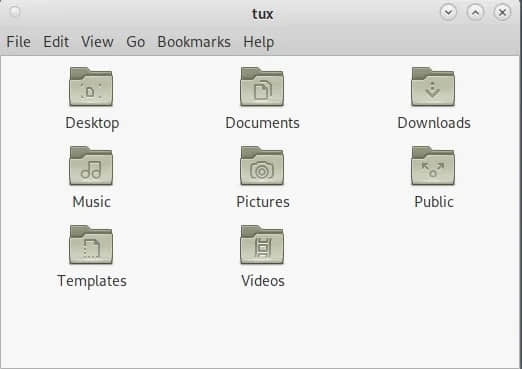 tux
File Edit View Go Bookmarks Help
Desktop Documents Downloads
Music Pictures Public
Templates Videos